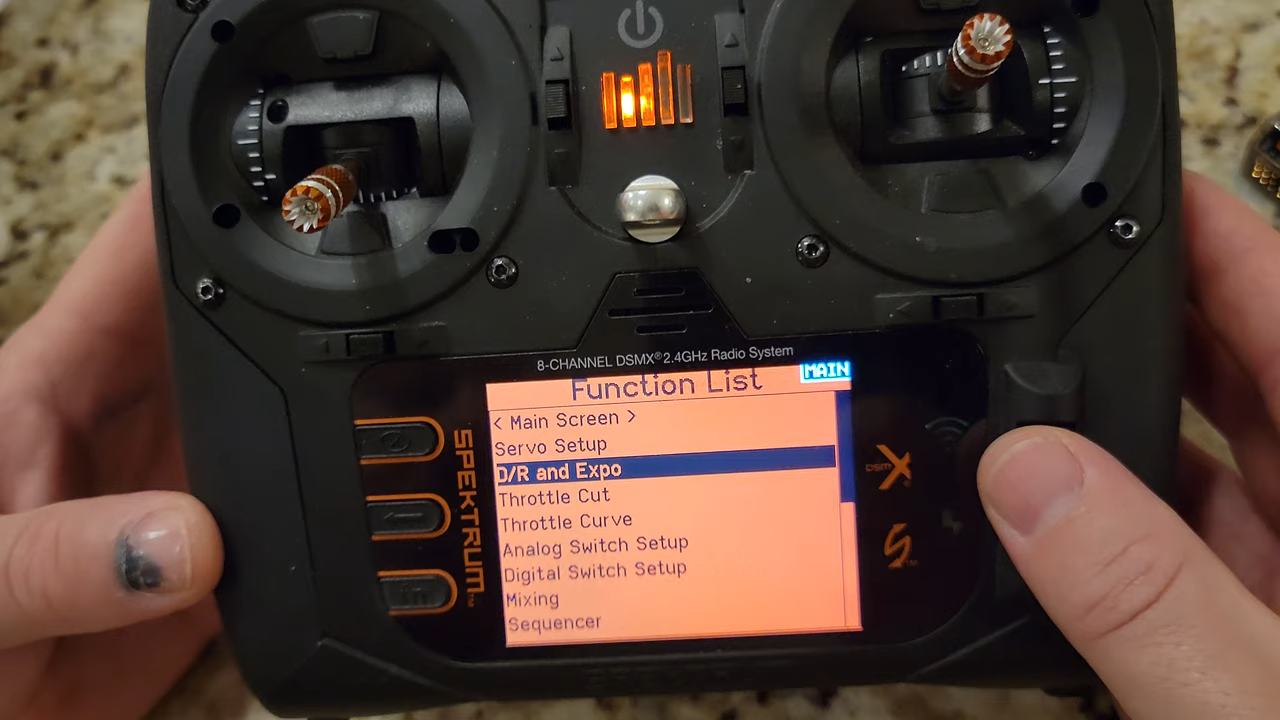 8-CHANNEL DSMX® 2.4GHz Radio System
MAIN
Function List
< Main Screen >
Servo Setup
D/R and Expo
Throttle Cut
Throttle Curve
Analog Switch Setup
Digital Switch Setup
Mixing
Sequencer
SPEKTRUM
DSMX